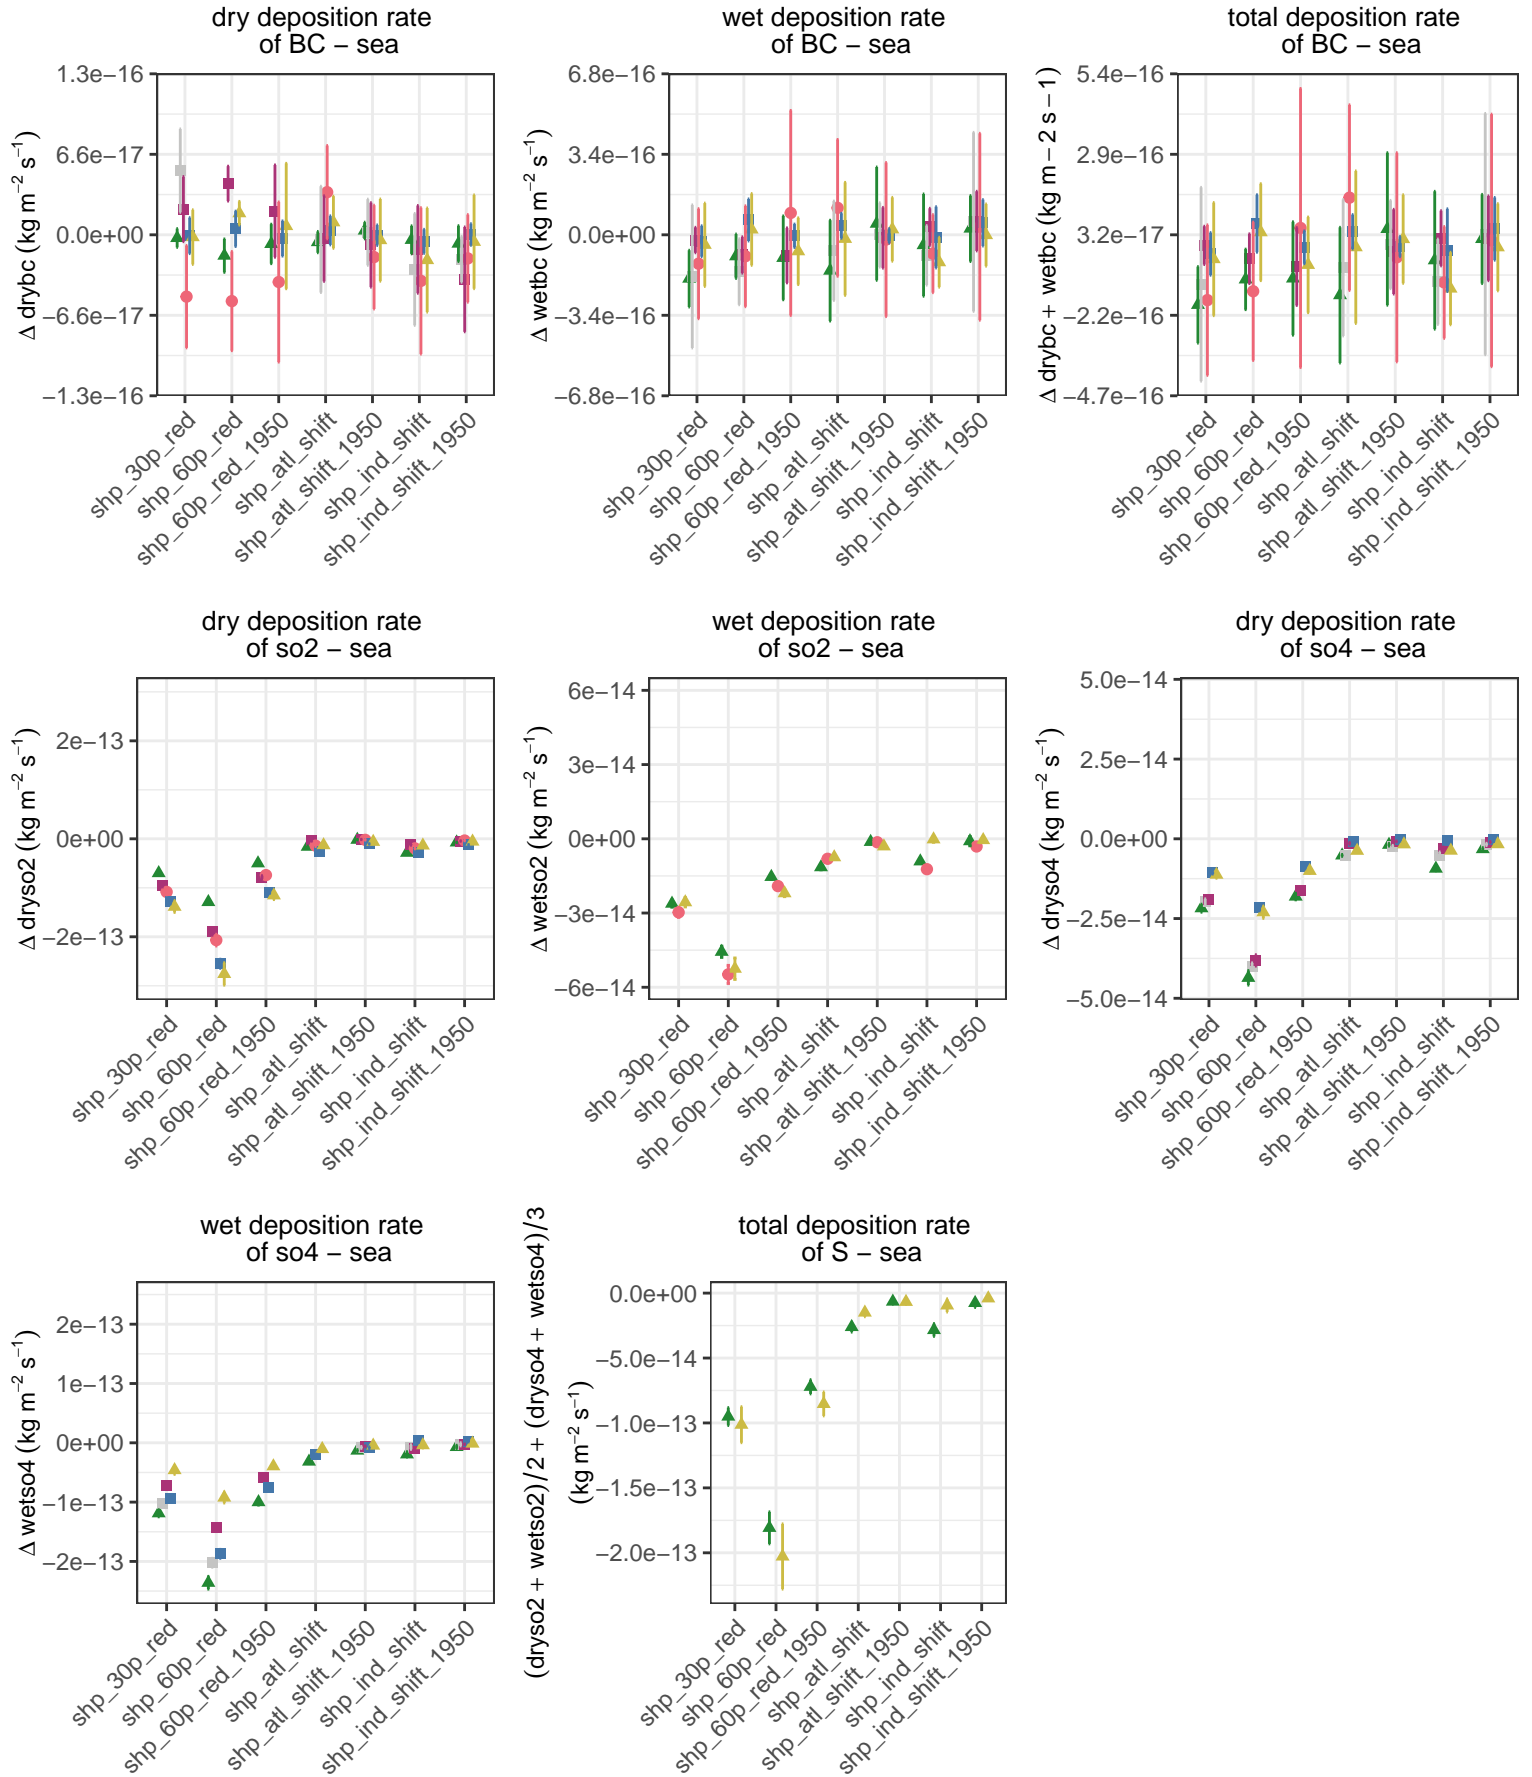 dry deposition rate
of BC − sea
Δ drybc (kg m−2 s−1)
1.3e−16
6.6e−17
0.0e+00
−6.6e−17
−1.3e−16
shp_30p_red
shp_60p_red
shp_60p_red_1950
shp_atl_shift
shp_atl_shift_1950
shp_ind_shift
shp_ind_shift_1950
wet deposition rate
of BC − sea
Δ wetbc (kg m−2 s−1)
6.8e−16
3.4e−16
0.0e+00
−3.4e−16
−6.8e−16
shp_30p_red
shp_60p_red
shp_60p_red_1950
shp_atl_shift
shp_atl_shift_1950
shp_ind_shift
shp_ind_shift_1950
total deposition rate
of BC − sea
Δ drybc + wetbc (kg m − 2 s − 1)
5.4e−16
2.9e−16
3.2e−17
−2.2e−16
−4.7e−16
shp_30p_red
shp_60p_red
shp_60p_red_1950
shp_atl_shift
shp_atl_shift_1950
shp_ind_shift
shp_ind_shift_1950
dry deposition rate
of so2 − sea
Δ dryso2 (kg m−2 s−1)
2e−13
0e+00
−2e−13
shp_30p_red
shp_60p_red
shp_60p_red_1950
shp_atl_shift
shp_atl_shift_1950
shp_ind_shift
shp_ind_shift_1950
wet deposition rate
of so2 − sea
Δ wetso2 (kg m−2 s−1)
6e−14
3e−14
0e+00
−3e−14
−6e−14
shp_30p_red
shp_60p_red
shp_60p_red_1950
shp_atl_shift
shp_atl_shift_1950
shp_ind_shift
shp_ind_shift_1950
dry deposition rate
of so4 − sea
Δ dryso4 (kg m−2 s−1)
5.0e−14
2.5e−14
0.0e+00
−2.5e−14
−5.0e−14
shp_30p_red
shp_60p_red
shp_60p_red_1950
shp_atl_shift
shp_atl_shift_1950
shp_ind_shift
shp_ind_shift_1950
wet deposition rate
of so4 − sea
Δ wetso4 (kg m−2 s−1)
2e−13
1e−13
0e+00
−1e−13
−2e−13
shp_30p_red
shp_60p_red
shp_60p_red_1950
shp_atl_shift
shp_atl_shift_1950
shp_ind_shift
shp_ind_shift_1950
total deposition rate
of S − sea
(dryso2 + wetso2)/2 + (dryso4 + wetso4)/3
(kg m−2 s−1)
0.0e+00
−5.0e−14
−1.0e−13
−1.5e−13
−2.0e−13
shp_30p_red
shp_60p_red
shp_60p_red_1950
shp_atl_shift
shp_atl_shift_1950
shp_ind_shift
shp_ind_shift_1950